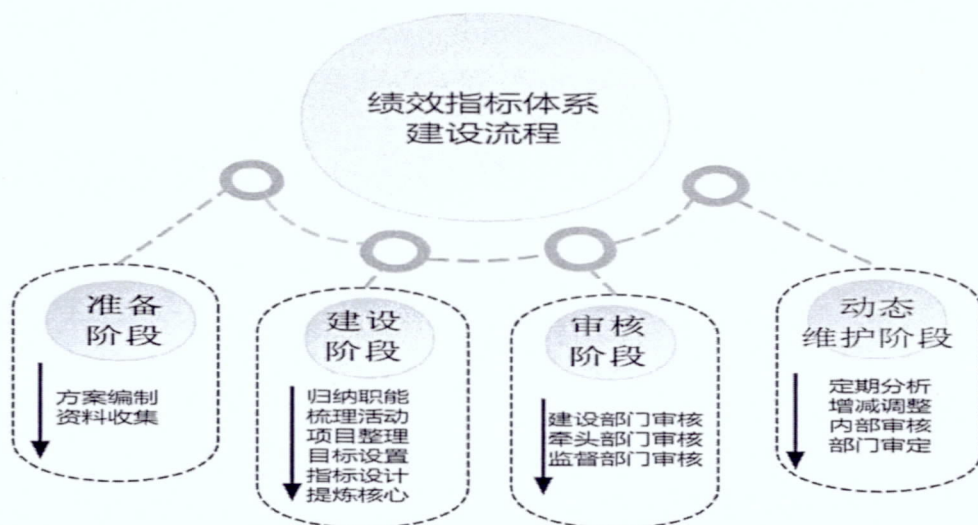 绩效指标体系
建设流程
准备
阶段
方案编制
资料收集
建设
阶段
归纳职能
梳理活动
项目整理
目标设置
指标设计
提炼核心
审核
阶段
建设部门审核
牵头部门审核
监督部门审核
动态
维护阶段
定期分析
增减调整
内部审核
部门审定